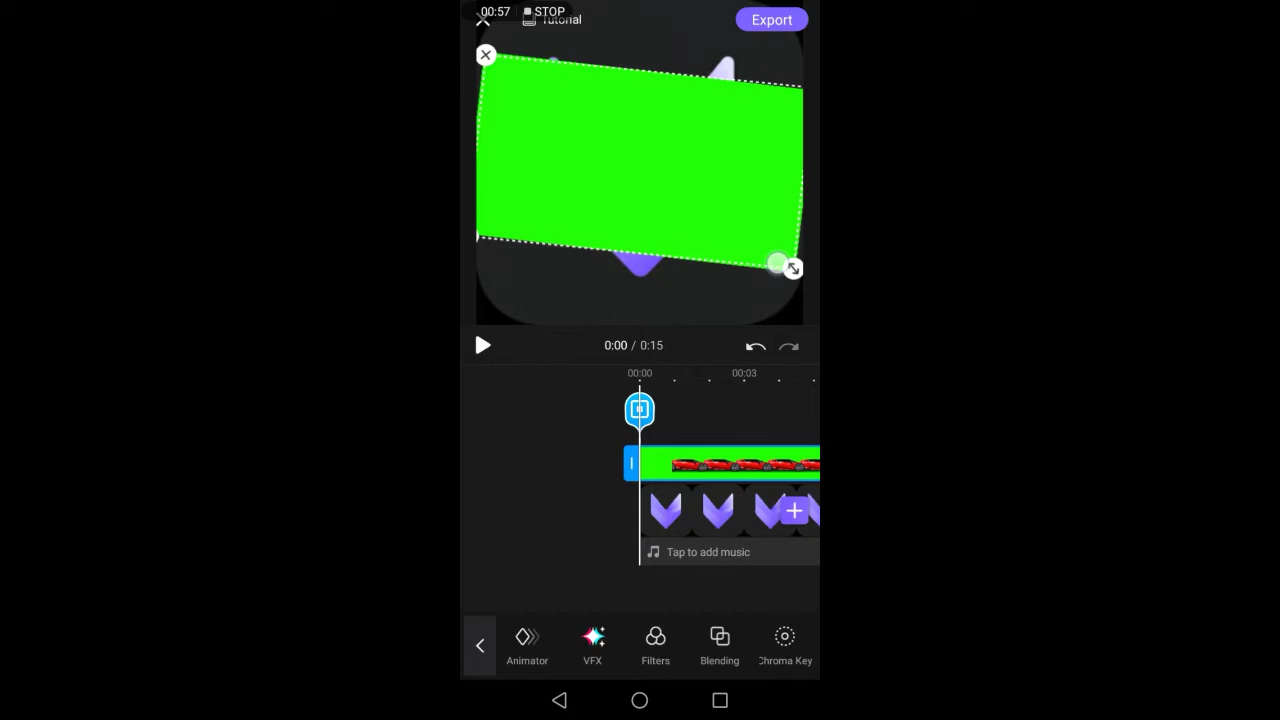 00:57 STOP
Tutorial
Export
0:00 / 0:15
00:00 00:03
Tap to add music
Animator VFX Filters Blending Chroma Key